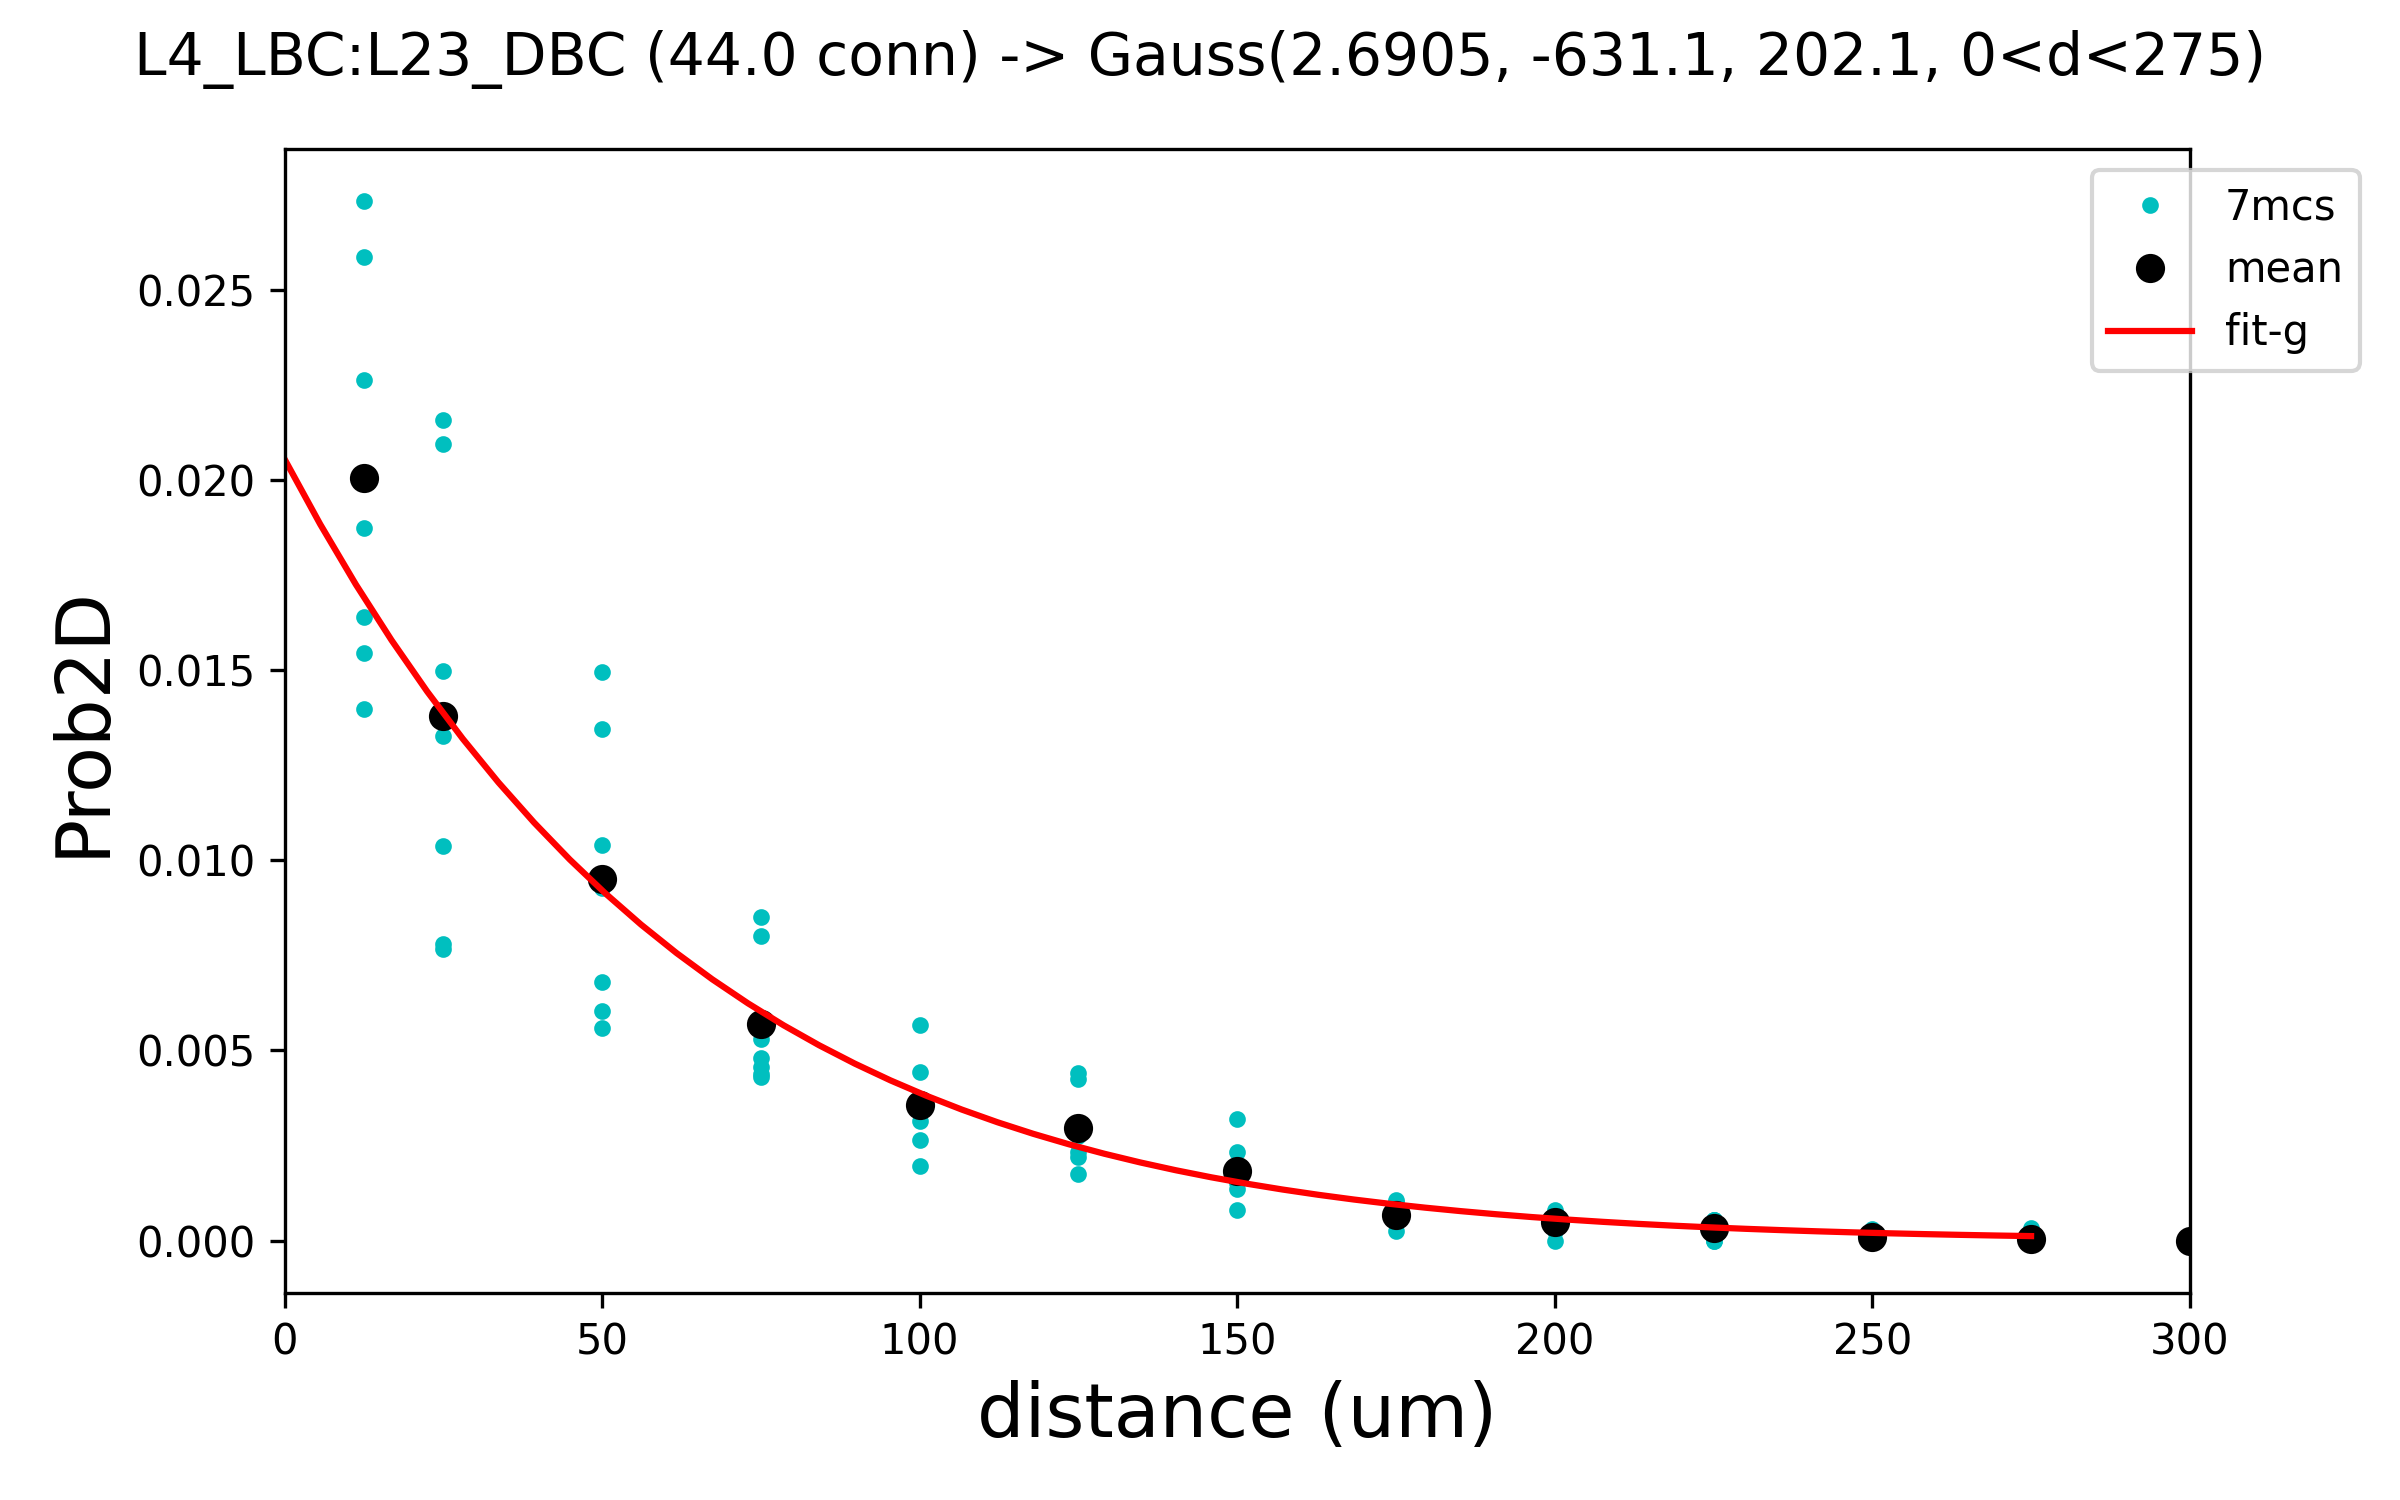 L4_LBC:L23_DBC (44.0 conn) -> Gauss(2.6905, -631.1, 202.1, 0<d<275)
7mcs
mean
fit-g
Prob2D
0.025
0.020
0.015
0.010
0.005
0.000
0 50 100 150 200 250 300
distance (um)